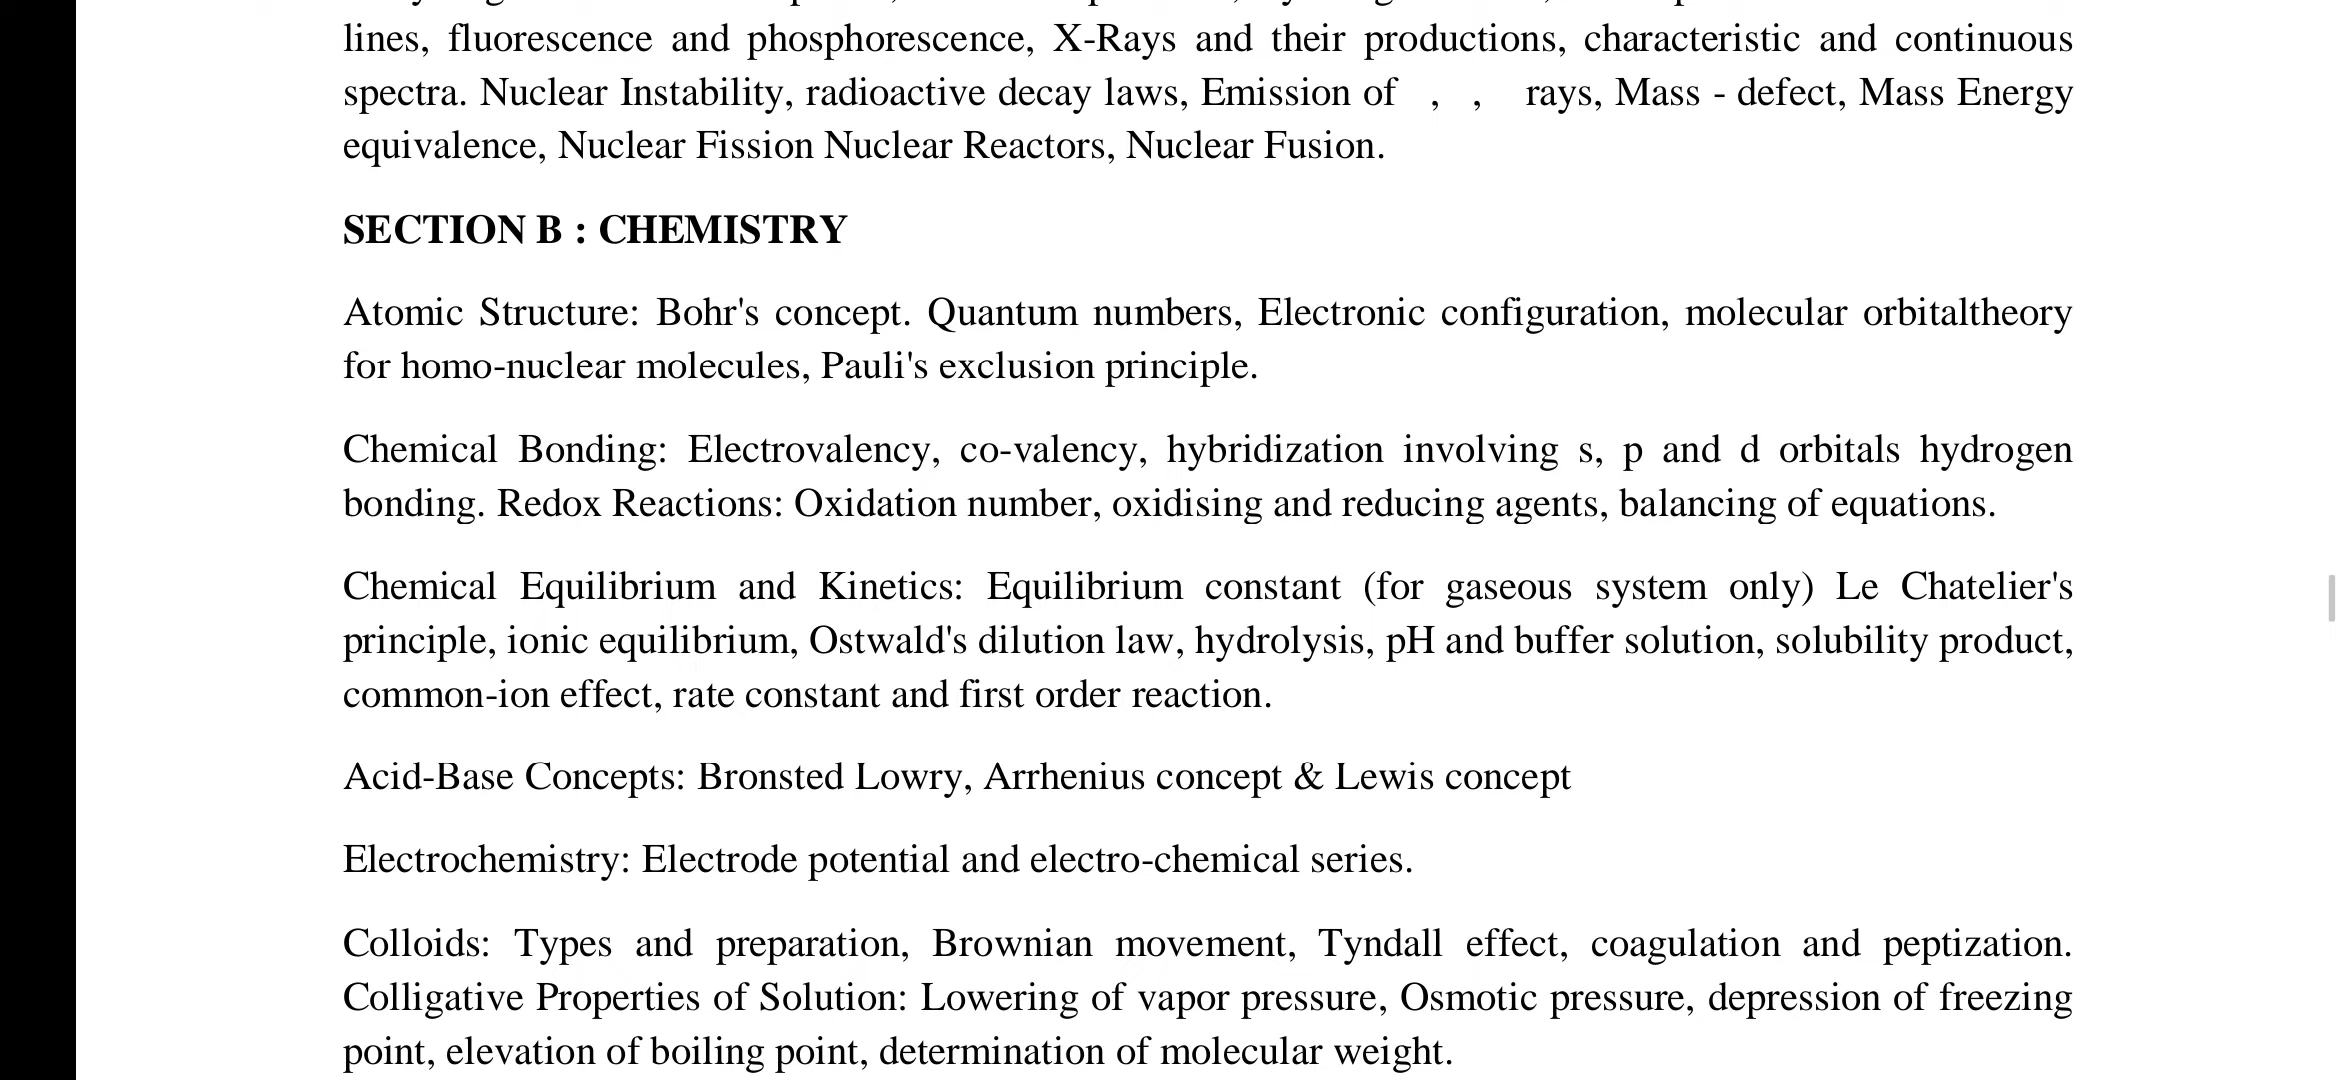 lines, fluorescence and phosphorescence, X-Rays and their productions, characteristic and continuous
spectra. Nuclear Instability, radioactive decay laws, Emission of , , rays, Mass - defect, Mass Energy
equivalence, Nuclear Fission Nuclear Reactors, Nuclear Fusion.
SECTION B : CHEMISTRY
Atomic Structure: Bohr's concept. Quantum numbers, Electronic configuration, molecular orbitaltheory
for homo-nuclear molecules, Pauli's exclusion principle.
Chemical Bonding: Electrovalency, co-valency, hybridization involving s, p and d orbitals hydrogen
bonding. Redox Reactions: Oxidation number, oxidising and reducing agents, balancing of equations.
Chemical Equilibrium and Kinetics: Equilibrium constant (for gaseous system only) Le Chatelier's
principle, ionic equilibrium, Ostwald's dilution law, hydrolysis, pH and buffer solution, solubility product,
common-ion effect, rate constant and first order reaction.
Acid-Base Concepts: Bronsted Lowry, Arrhenius concept & Lewis concept
Electrochemistry: Electrode potential and electro-chemical series.
Colloids: Types and preparation, Brownian movement, Tyndall effect, coagulation and peptization.
Colligative Properties of Solution: Lowering of vapor pressure, Osmotic pressure, depression of freezing
point, elevation of boiling point, determination of molecular weight.